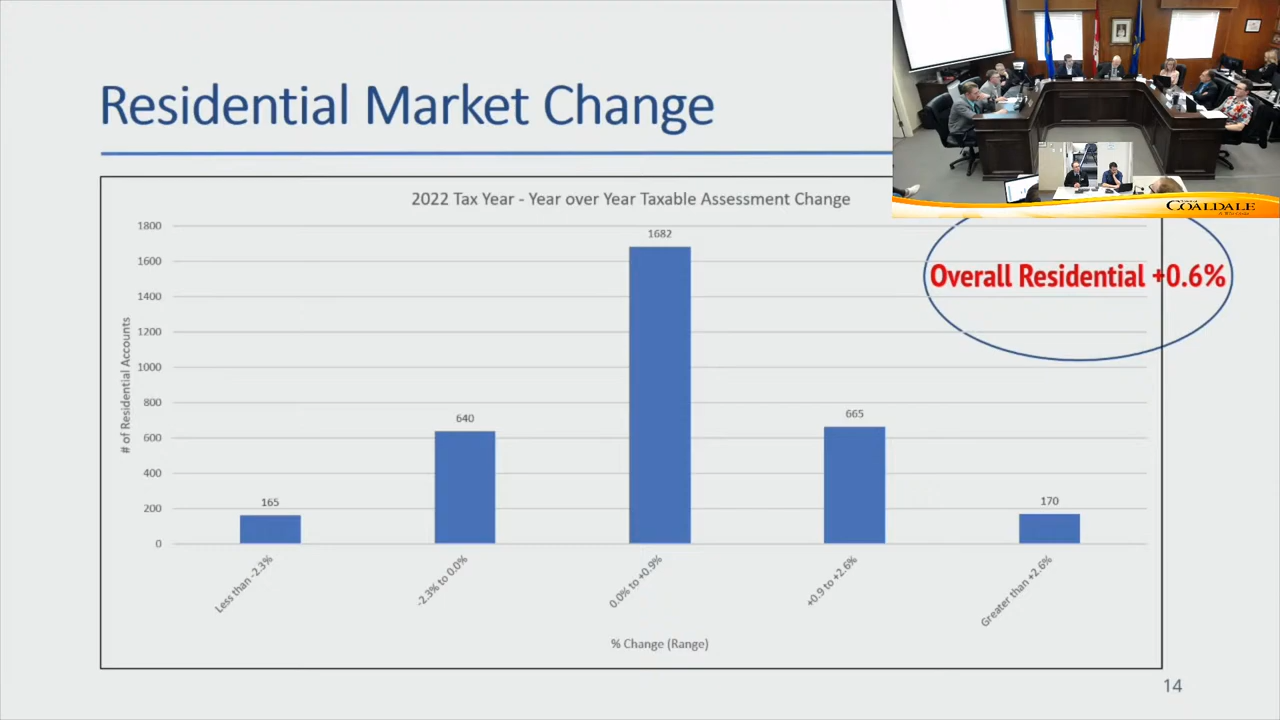 Residential Market Change
COALDALE
2022 Tax Year - Year over Year Taxable Assessment Change
Overall Residential +0.6%
# of Residential Accounts
1800
1600
1400
1200
1000
800
600
400
200
0
165
640
1682
665
170
Less than -2.3%
-2.3% to 0.0%
0.0% to +0.9%
+0.9 to +2.6%
Greater than +2.6%
% Change (Range)
14